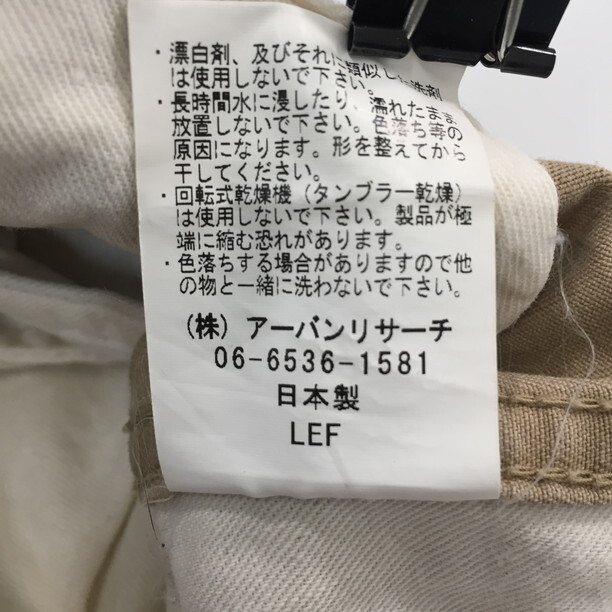 ・漂白剤、及びそれに類似した洗剤
は使用しないで下さい。
・長時間水に浸したり、濡れたまま
放置しないで下さい。色落ち等の
原因になります。形を整えてから
干してください。
・回転式乾燥機（タンブラー乾燥）
は使用しないで下さい。製品が極
端に縮む恐れがあります。
・色落ちする場合がありますので他
の物と一緒に洗わないで下さい。
（株）アーバンリサーチ
06-6536-1581
日本製
LEF